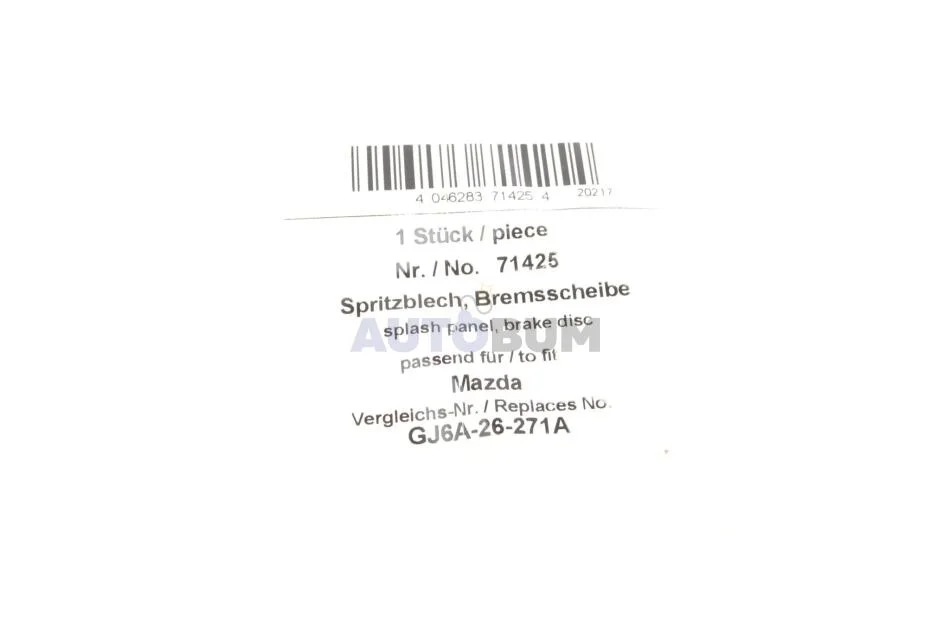 4 046283 71425 4
20217
1 Stück / piece
Nr. / No. 71425
Spritzblech, Bremsscheibe
splash panel, brake disc
AUTOBUM
passend für / to fit
Mazda
Vergleichs-Nr. / Replaces No.
GJ6A-26-271A